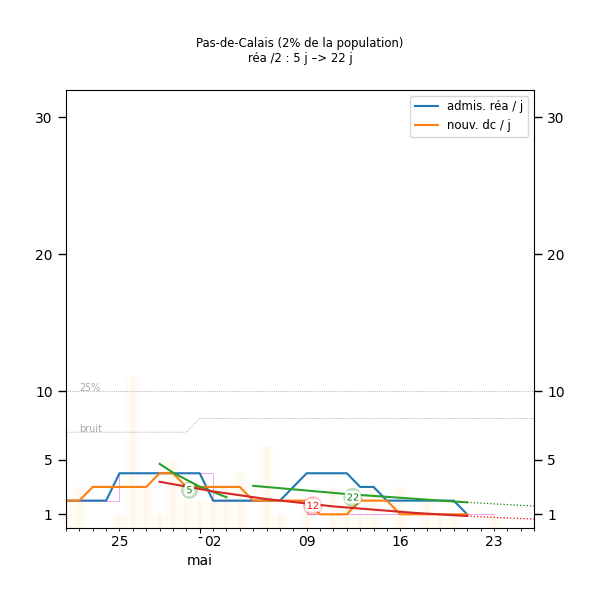 Pas-de-Calais (2% de la population)
réa /2 : 5 j –> 22 j
admis. réa / j
nouv. dc / j
30 30
20 20
25%
10 10
bruit
5 5
5 22
12
1 1
25 02 09 16 23
mai